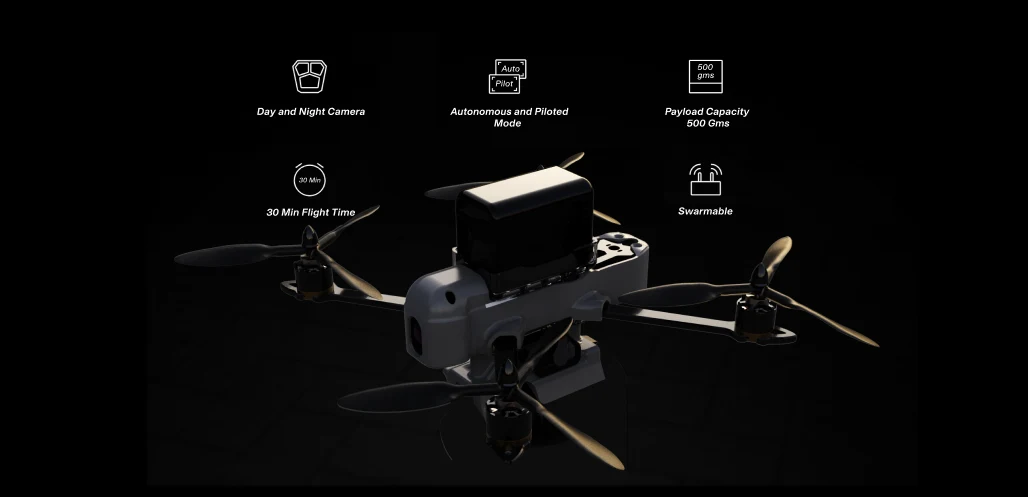 Auto
Pilot
500
gms
Day and Night Camera
Autonomous and Piloted
Mode
Payload Capacity
500 Gms
30 Min
30 Min Flight Time
Swarmable